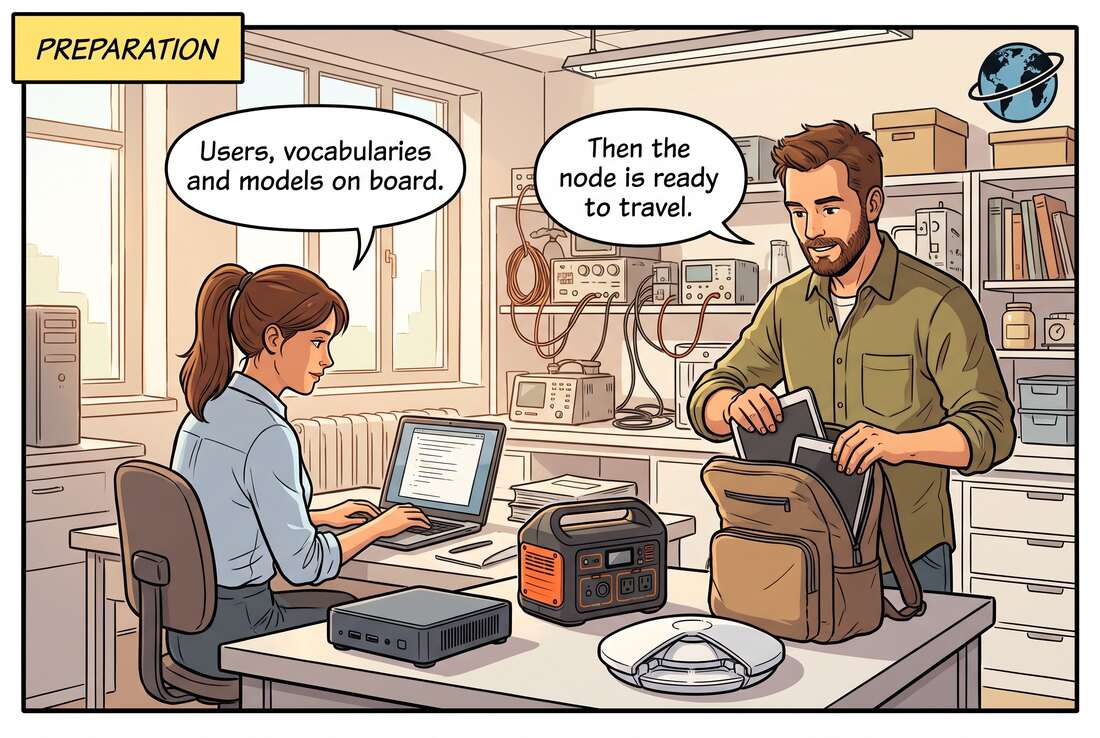 PREPARATION
Users, vocabularies
and models on board.
Then the
node is ready
to travel.